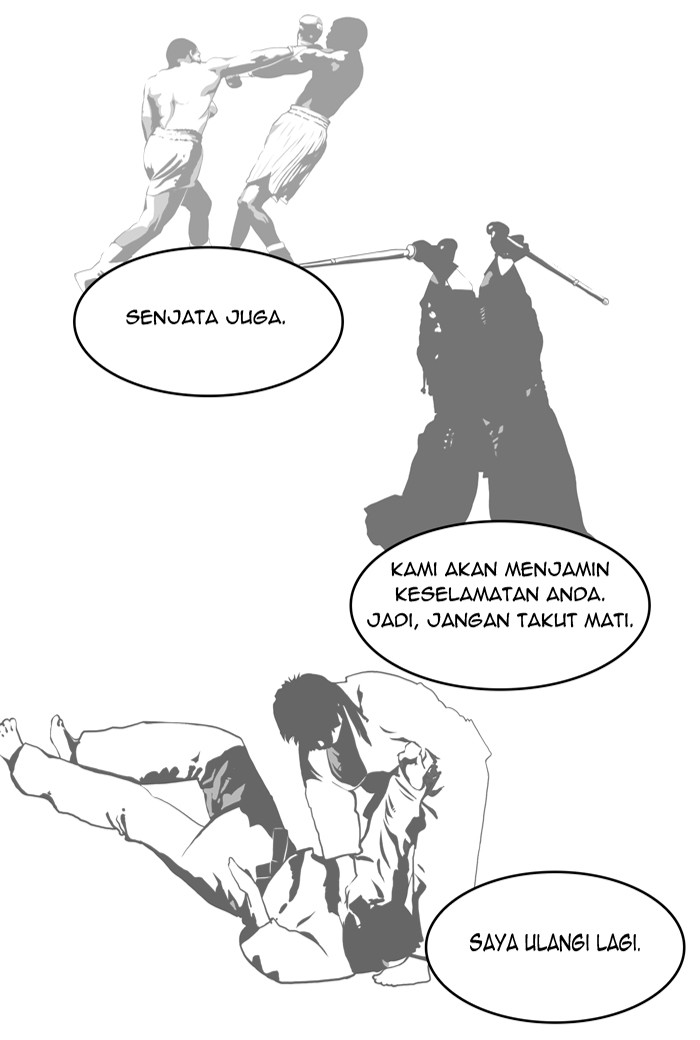 SENJATA JUGA.
KAMI AKAN MENJAMIN
KESELAMATAN ANDA.
JADI, JANGAN TAKUT MATI.
SAYA ULANGI LAGI.